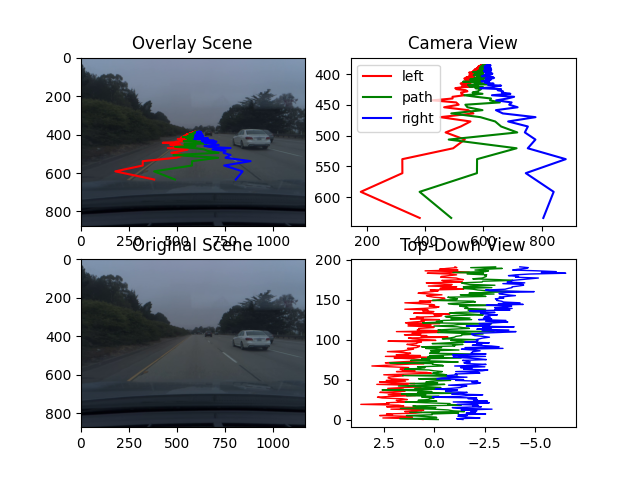 Overlay Scene
0
200
400
600
800
0 250 500 750 1000
Camera View
400
450
500
550
600
200 400 600 800
left
path
right
Original Scene
0
200
400
600
800
0 250 500 750 1000
Top-Down View
200
150
100
50
0
2.5 0.0 −2.5 −5.0